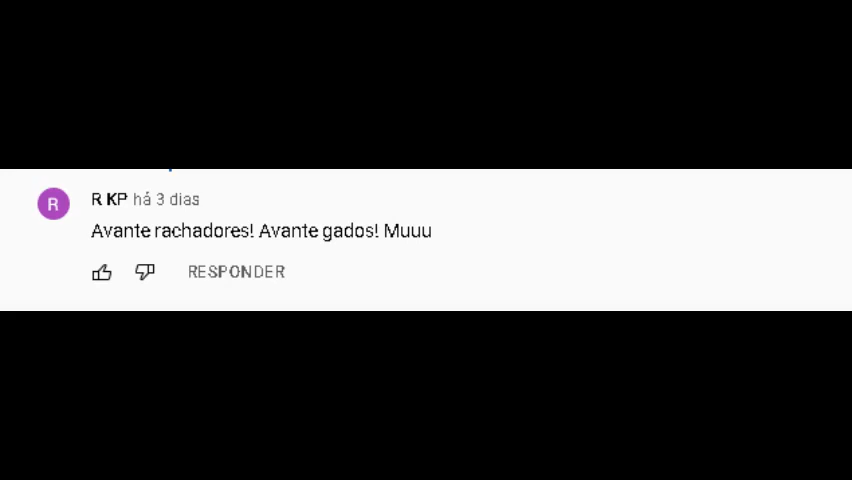 R
R KP há 3 dias
Avante rachadores! Avante gados! Muuu
RESPONDER